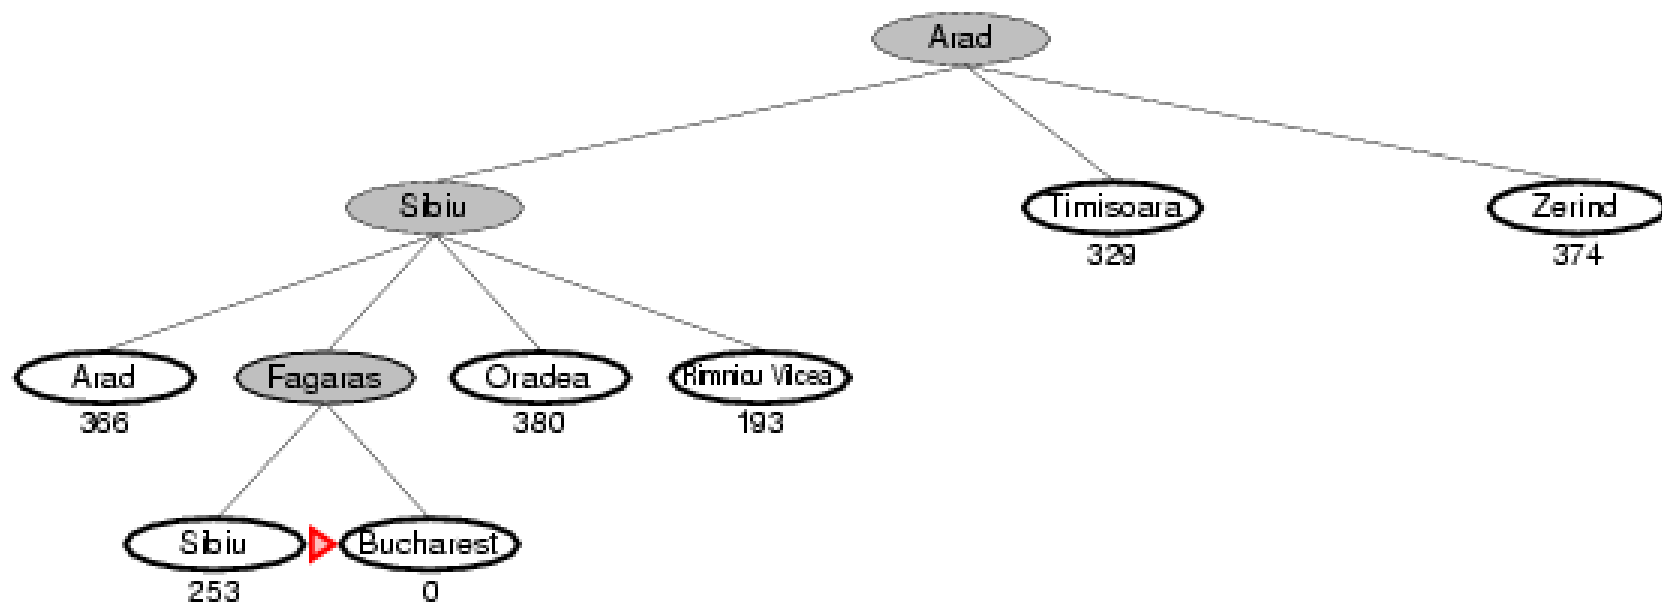 Arad
Sibiu
Timisoara
Zerind
329
374
Arad
Fagaras
Oradea
Rimnicu Vilcea
366
380
193
Sibiu
Bucharest
253
0